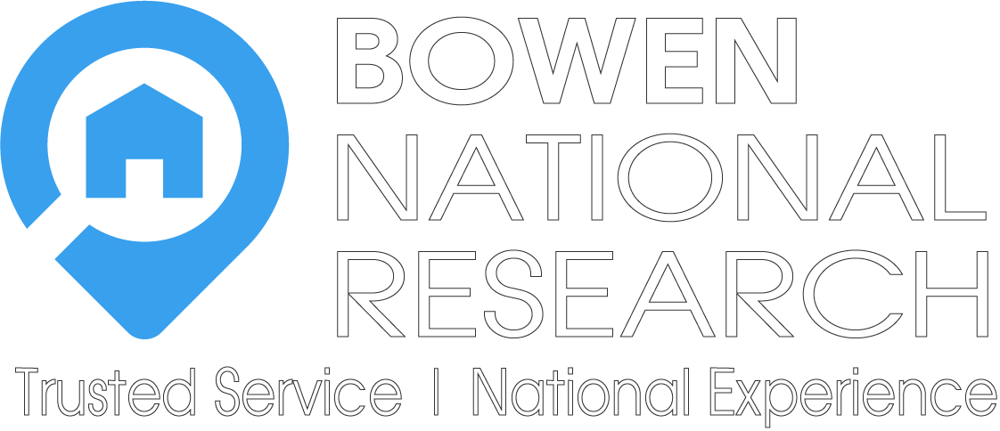 BOWEN
NATIONAL
RESEARCH
Trusted Service | National Experience